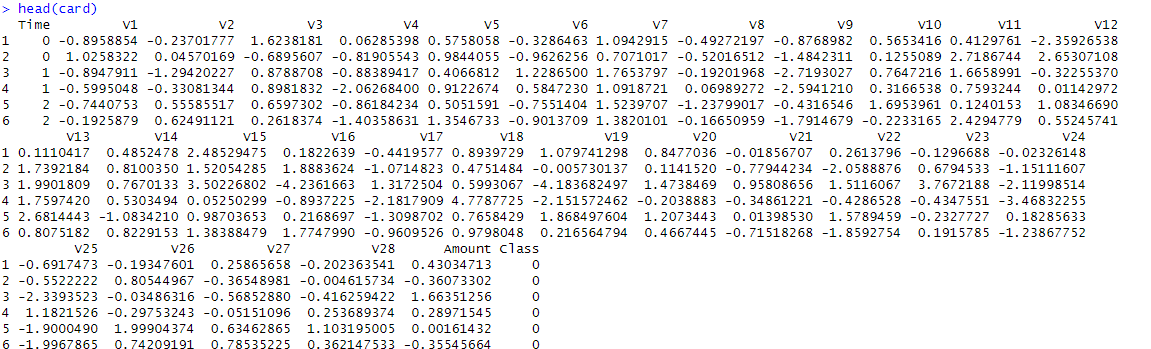 > head(card)
Time V1 V2 V3 V4 V5 V6 V7 V8 V9 V10 V11 V12
1 0 -0.8958854 -0.23701777 1.6238181 0.06285398 0.5758058 -0.3286463 1.0942915 -0.49272197 -0.8768982 0.5653416 0.4129761 -2.35926538
2 0 1.0258322 0.04570169 -0.6895607 -0.81905543 0.9844055 -0.9626256 0.7071017 -0.52016512 -1.4842311 0.1255089 2.7186744 2.65307108
3 1 -0.8947911 -1.29420227 0.8788708 -0.88389417 0.4066812 1.2286500 1.7653797 -0.19201968 -2.7193027 0.7647216 1.6658991 -0.32255370
4 1 -0.5995048 -0.33081344 0.8981832 -2.06268400 0.9122674 0.5847230 1.0918721 0.06989272 -2.5941210 0.3166538 0.7593244 0.01142972
5 2 -0.7440753 0.55585517 0.6597302 -0.86184234 0.5051591 -0.7551404 1.5239707 -1.23799017 -0.4316546 1.6953961 0.1240153 1.08346690
6 2 -0.1925879 0.62491121 0.2618374 -1.40358631 1.3546733 -0.9013709 1.3820101 -0.16650959 -1.7914679 -0.2233165 2.4294779 0.55245741
V13 V14 V15 V16 V17 V18 V19 V20 V21 V22 V23 V24
1 0.1110417 0.4852478 2.48529475 0.1822639 -0.4419577 0.8939729 1.079741298 0.8477036 -0.01856707 0.2613796 -0.1296688 -0.02326148
2 1.7392184 0.8100350 1.52054285 1.8883624 -1.0714823 0.4751484 -0.005730137 0.1141520 -0.77944234 -2.0588876 0.6794533 -1.15111607
3 1.9901809 0.7670133 3.50226802 -4.2361663 1.3172504 0.5993067 -4.183682497 1.4738469 0.95808656 1.5116067 3.7672188 -2.11998514
4 1.7597420 0.5303494 0.05250299 -0.8937225 -2.1817909 4.7787725 -2.151572462 -0.2038883 -0.34861221 -0.4286528 -0.4347551 -3.46832255
5 2.6814443 -1.0834210 0.98703653 0.2168697 -1.3098702 0.7658429 1.868497604 1.2073443 0.01398530 1.5789459 -0.2327727 0.18285633
6 0.8075182 0.8229153 1.38388479 1.7747990 -0.9609526 0.9798048 0.216564794 0.4667445 -0.71518268 -1.8592754 0.1915785 -1.23867752
V25 V26 V27 V28 Amount Class
1 -0.6917473 -0.19347601 0.25865658 -0.202363541 0.43034713 0
2 -0.5522222 0.80544967 -0.36548981 -0.004615734 -0.36073302 0
3 -2.3393523 -0.03486316 -0.56852880 -0.416259422 1.66351256 0
4 1.1821526 -0.29753243 -0.05151096 0.253689374 0.28971545 0
5 -1.9000490 1.99904374 0.63462865 1.103195005 0.00161432 0
6 -1.9967865 0.74209191 0.78535225 0.362147533 -0.35545664 0